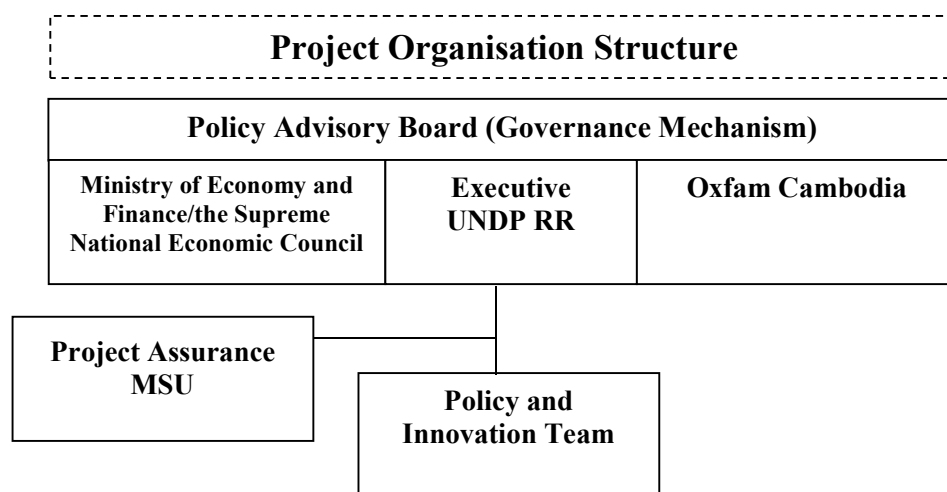 Project Organisation Structure
Policy Advisory Board (Governance Mechanism)
Ministry of Economy and
Finance/the Supreme
National Economic Council
Executive
UNDP RR
Oxfam Cambodia
Project Assurance
MSU
Policy and
Innovation Team